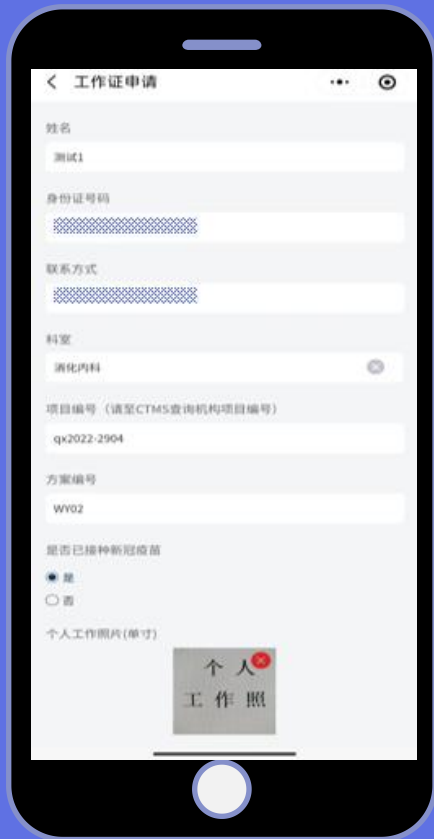 工作证申请
姓名
测试1
身份证号码
联系方式
科室
消化内科
项目编号（请至CTMS查询机构项目编号）
qx2022-2904
方案编号
WY02
是否已接种新冠疫苗
是
否
个人工作照片(单寸)
个人
工作照